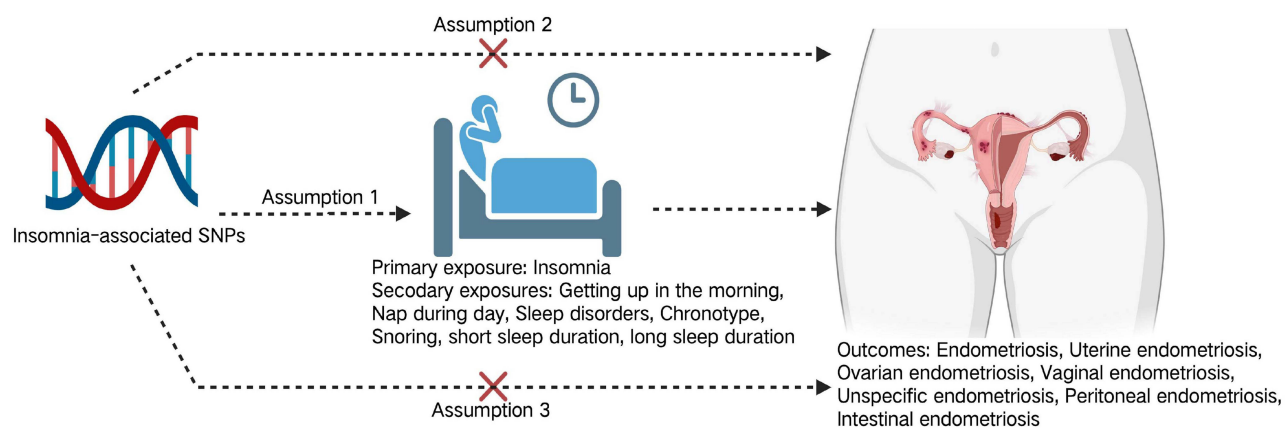 Assumption 2
Assumption 1
Insomnia-associated SNPs
Primary exposure: Insomnia
Secodary exposures: Getting up in the morning,
Nap during day, Sleep disorders, Chronotype,
Snoring, short sleep duration, long sleep duration
Assumption 3
Outcomes: Endometriosis, Uterine endometriosis,
Ovarian endometriosis, Vaginal endometriosis,
Unspecific endometriosis, Peritoneal endometriosis,
Intestinal endometriosis